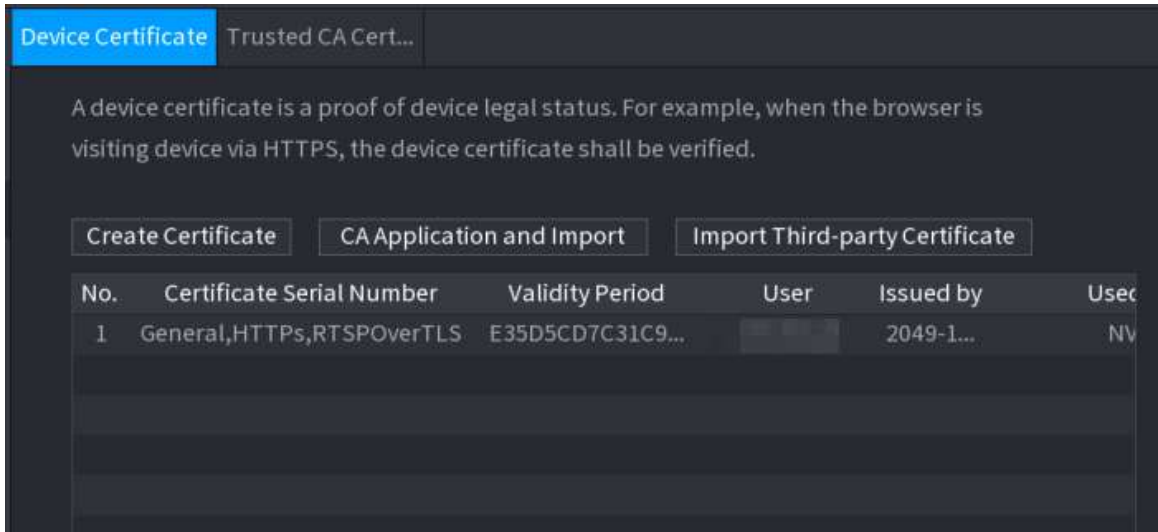 Device Certificate Trusted CA Cert...
A device certificate is a proof of device legal status. For example, when the browser is
visiting device via HTTPS, the device certificate shall be verified.
Create Certificate CA Application and Import Import Third-party Certificate
No. Certificate Serial Number Validity Period User Issued by Used
1 General,HTTPs,RTSPOverTLS E35D5CD7C31C9... 2049-1... NV